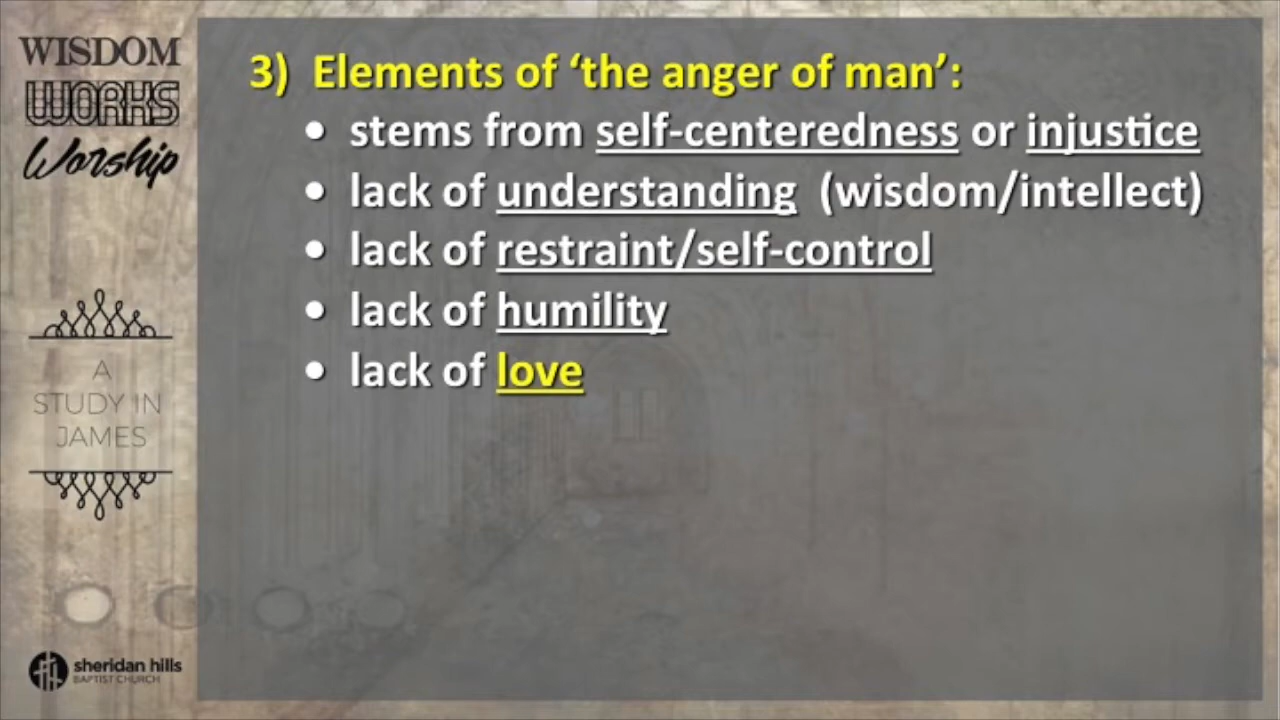 WISDOM
WORKS
Worship
A
STUDY IN
JAMES
sheridan hills
BAPTIST CHURCH
3) Elements of ‘the anger of man’:
• stems from self-centeredness or injustice
• lack of understanding (wisdom/intellect)
• lack of restraint/self-control
• lack of humility
• lack of love